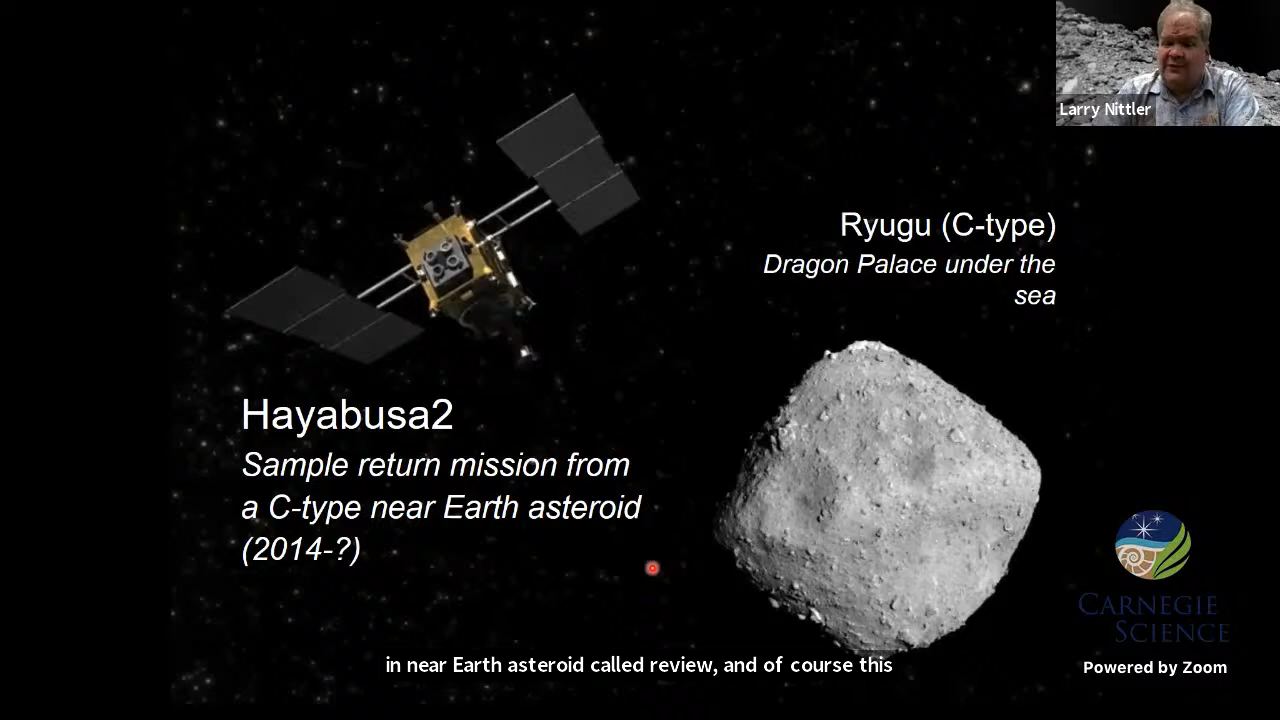 Larry Nittler
Ryugu (C-type)
Dragon Palace under the
sea
Hayabusa2
Sample return mission from
a C-type near Earth asteroid
(2014-?)
CARNEGIE
SCIENCE
in near Earth asteroid called review, and of course this
Powered by Zoom